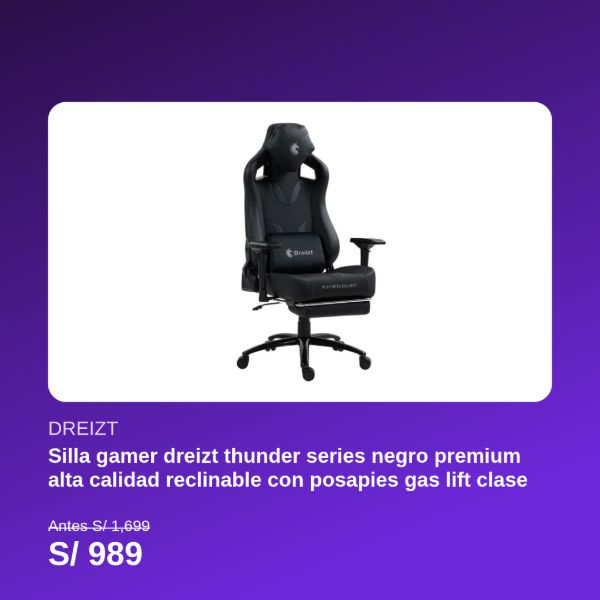 Dreizt
DREIZT
Silla gamer dreizt thunder series negro premium
alta calidad reclinable con posapies gas lift clase
Antes S/ 1,699
S/ 989